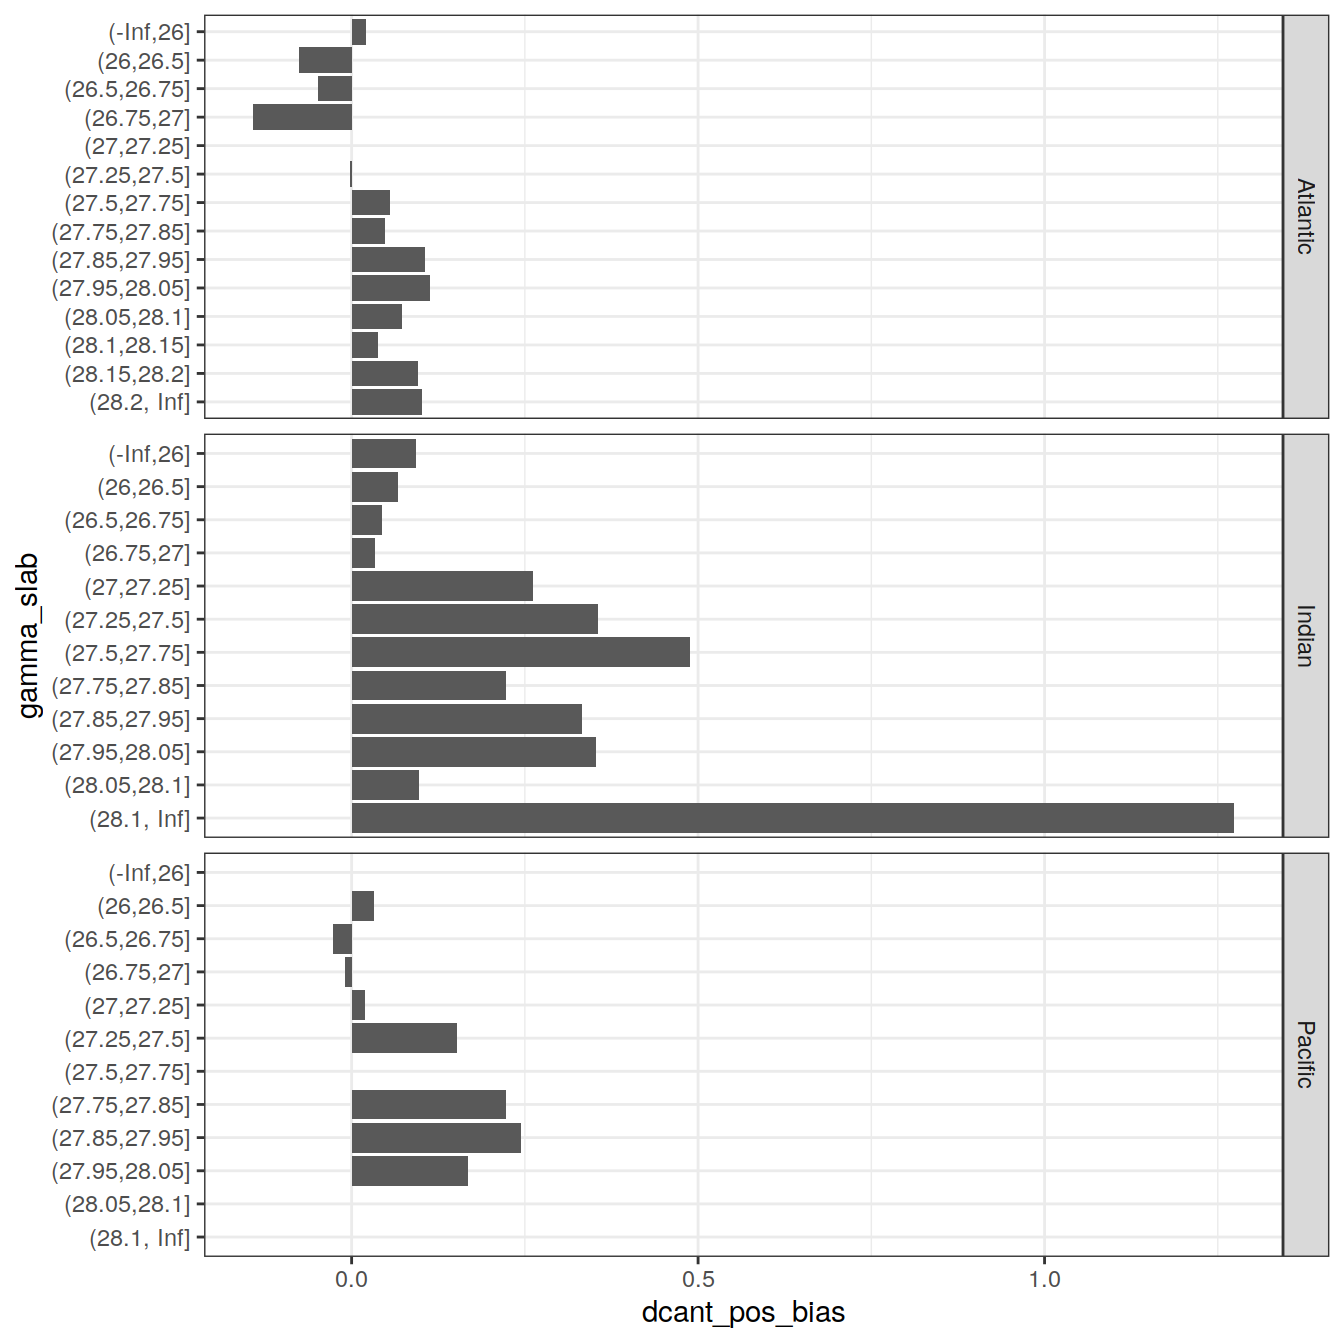 (-Inf,26]
(26,26.5]
(26.5,26.75]
(26.75,27]
(27,27.25]
(27.25,27.5]
(27.5,27.75]
(27.75,27.85]
(27.85,27.95]
(27.95,28.05]
(28.05,28.1]
(28.1,28.15]
(28.15,28.2]
(28.2, Inf]
Atlantic
(-Inf,26]
(26,26.5]
(26.5,26.75]
(26.75,27]
(27,27.25]
(27.25,27.5]
(27.5,27.75]
(27.75,27.85]
(27.85,27.95]
(27.95,28.05]
(28.05,28.1]
(28.1, Inf]
Indian
gamma_slab
(-Inf,26]
(26,26.5]
(26.5,26.75]
(26.75,27]
(27,27.25]
(27.25,27.5]
(27.5,27.75]
(27.75,27.85]
(27.85,27.95]
(27.95,28.05]
(28.05,28.1]
(28.1, Inf]
Pacific
0.0 0.5 1.0
dcant_pos_bias